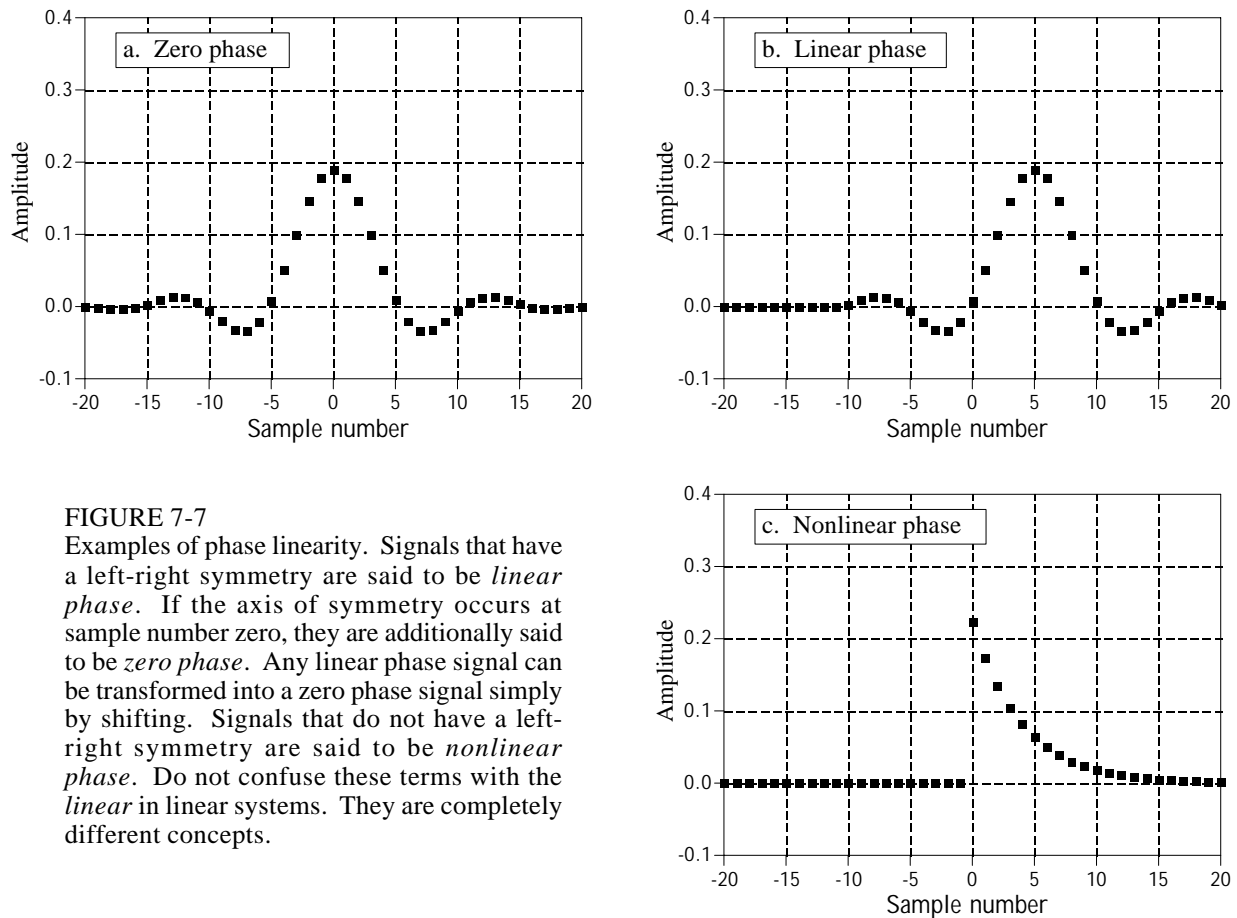 a. Zero phase
0.4
0.3
0.2
0.1
0.0
-0.1
Amplitude
-20 -15 -10 -5 0 5 10 15 20
Sample number
b. Linear phase
0.4
0.3
0.2
0.1
0.0
-0.1
Amplitude
-20 -15 -10 -5 0 5 10 15 20
Sample number
FIGURE 7-7
Examples of phase linearity. Signals that have
a left-right symmetry are said to be linear
phase. If the axis of symmetry occurs at
sample number zero, they are additionally said
to be zero phase. Any linear phase signal can
be transformed into a zero phase signal simply
by shifting. Signals that do not have a left-
right symmetry are said to be nonlinear
phase. Do not confuse these terms with the
linear in linear systems. They are completely
different concepts.
c. Nonlinear phase
0.4
0.3
0.2
0.1
0.0
-0.1
Amplitude
-20 -15 -10 -5 0 5 10 15 20
Sample number